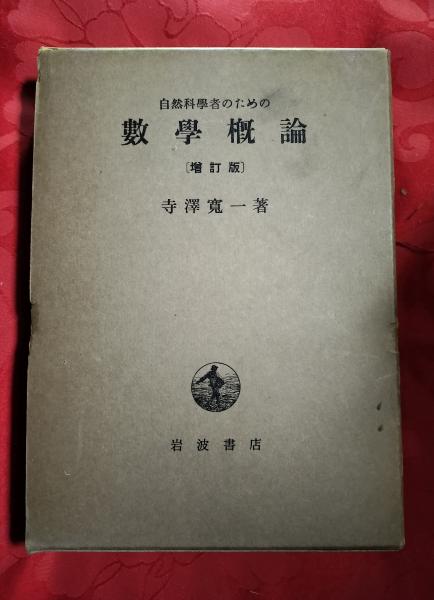 自然科學者のための
數學概論
〔增訂版〕
寺澤寬一著
岩波書店